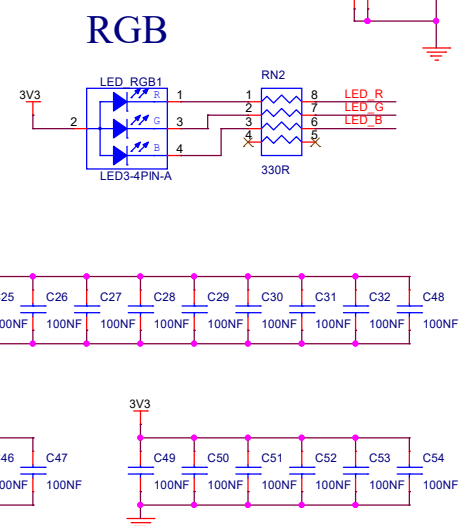 RGB
LED_RGB1
RN2
3V3
R
1
1
8
LED_R
2
7
LED_G
2
G
3
3
6
LED_B
4
5
B
4
LED3-4PIN-A
330R
25
C26
C27
C28
C29
C30
C31
C32
C48
00NF
100NF
100NF
100NF
100NF
100NF
100NF
100NF
100NF
3V3
46
C47
C49
C50
C51
C52
C53
C54
00NF
100NF
100NF
100NF
100NF
100NF
100NF
100NF